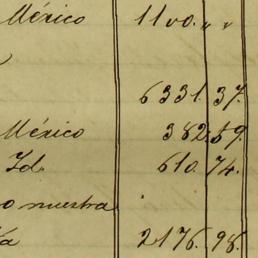 México 1100. „ „
6331. 37.
México 382. 59.
Id. 610. 74.
o nuestra
2176. 98.